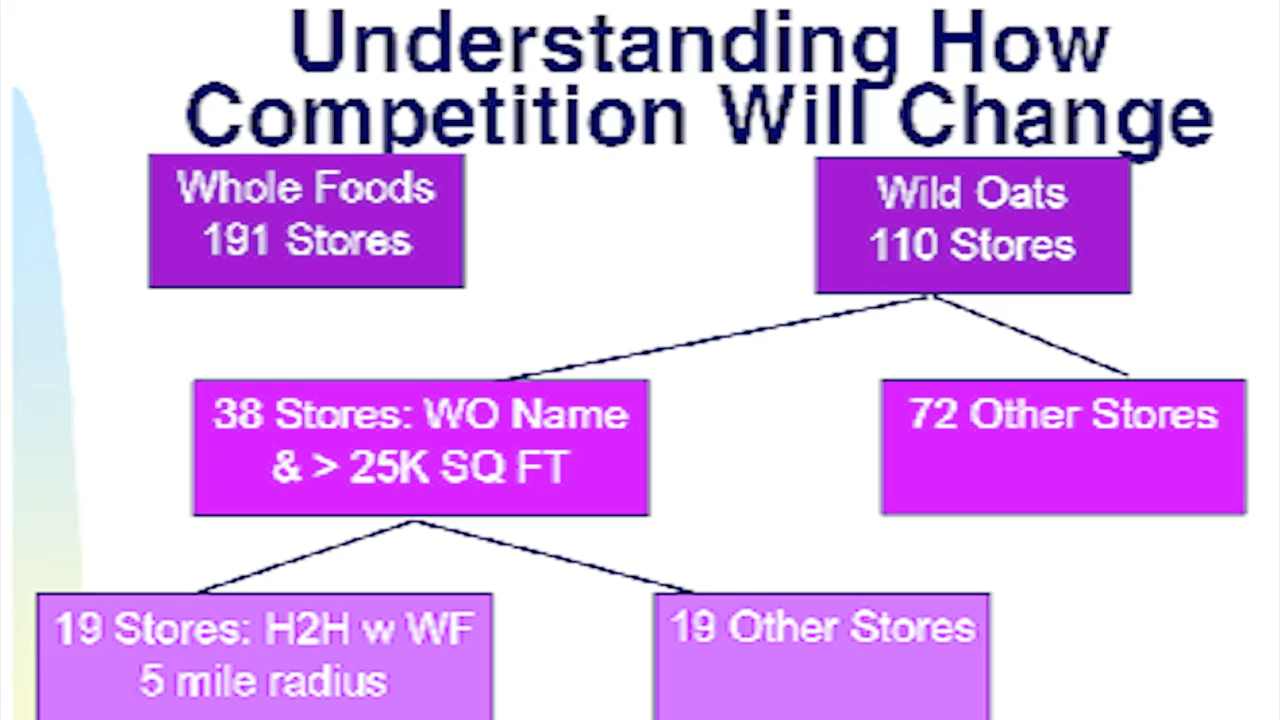 Understanding How
Competition Will Change
Whole Foods
191 Stores
Wild Oats
110 Stores
38 Stores: WO Name
& > 25K SQ FT
72 Other Stores
19 Stores: H2H w WF
5 mile radius
19 Other Stores